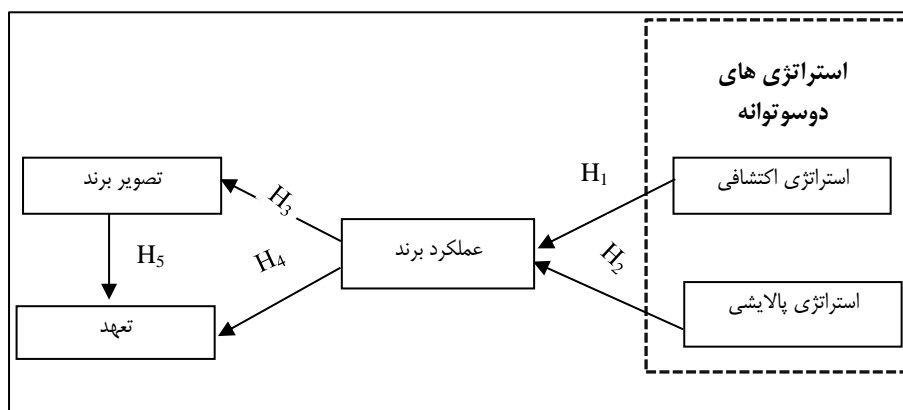 استراتژی های
دوسوتوانه
استراتژی اکتشافی
استراتژی پالایشی
H₁
H₂
عملکرد برند
H₃
H₄
تصویر برند
H₅
تعهد